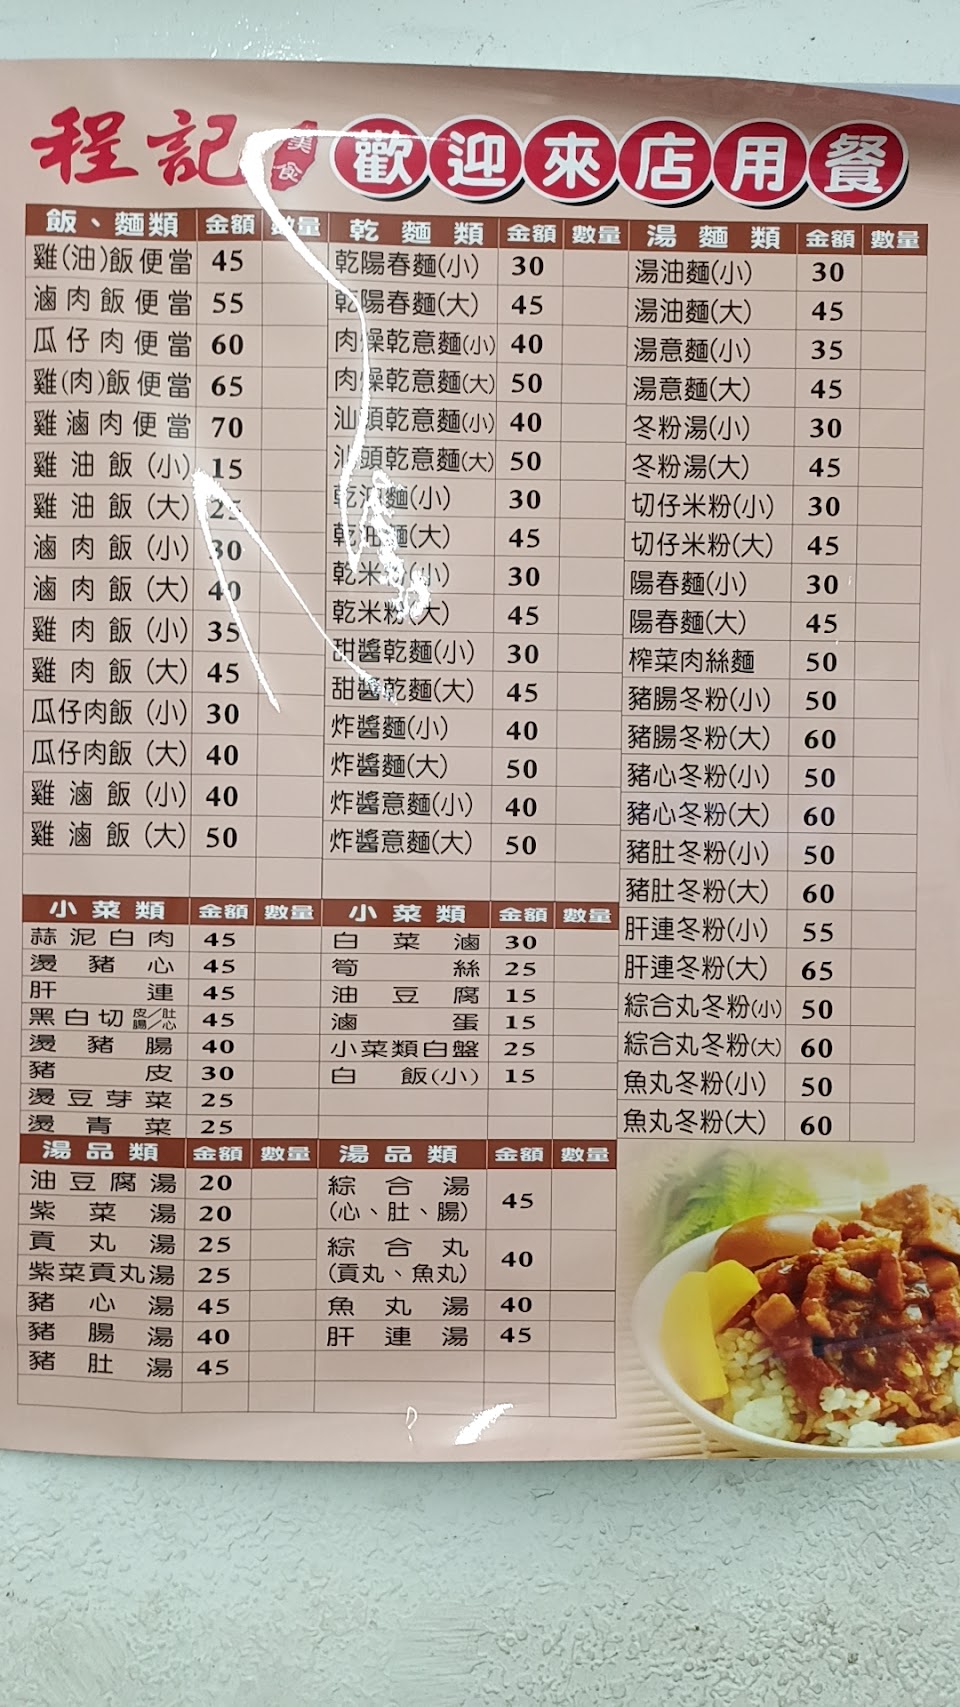 程記 美食 歡迎來店用餐
飯、麵類 金額 數量
雞(油)飯便當 45
滷肉飯便當 55
瓜仔肉便當 60
雞(肉)飯便當 65
雞滷肉便當 70
雞油飯(小) 15
雞油飯(大) 25
滷肉飯(小) 30
滷肉飯(大) 40
雞肉飯(小) 35
雞肉飯(大) 45
瓜仔肉飯(小) 30
瓜仔肉飯(大) 40
雞滷飯(小) 40
雞滷飯(大) 50
乾麵類 金額 數量
乾陽春麵(小) 30
乾陽春麵(大) 45
肉燥乾意麵(小) 40
肉燥乾意麵(大) 50
汕頭乾意麵(小) 40
汕頭乾意麵(大) 50
乾油麵(小) 30
乾油麵(大) 45
乾米粉(小) 30
乾米粉(大) 45
甜醬乾麵(小) 30
甜醬乾麵(大) 45
炸醬麵(小) 40
炸醬麵(大) 50
炸醬意麵(小) 40
炸醬意麵(大) 50
湯麵類 金額 數量
湯油麵(小) 30
湯油麵(大) 45
湯意麵(小) 35
湯意麵(大) 45
冬粉湯(小) 30
冬粉湯(大) 45
切仔米粉(小) 30
切仔米粉(大) 45
陽春麵(小) 30
陽春麵(大) 45
榨菜肉絲麵 50
豬腸冬粉(小) 50
豬腸冬粉(大) 60
豬心冬粉(小) 50
豬心冬粉(大) 60
豬肚冬粉(小) 50
豬肚冬粉(大) 60
肝連冬粉(小) 55
肝連冬粉(大) 65
綜合丸冬粉(小) 50
綜合丸冬粉(大) 60
魚丸冬粉(小) 50
魚丸冬粉(大) 60
小菜類 金額 數量
蒜泥白肉 45
燙豬心 45
肝連 45
黑白切 皮/肚 腸/心 45
燙豬腸 40
豬皮 30
燙豆芽菜 25
燙青菜 25
小菜類 金額 數量
白菜滷 30
筍絲 25
油豆腐 15
滷蛋 15
小菜類白盤 25
白飯(小) 15
湯品類 金額 數量
油豆腐湯 20
紫菜湯 20
貢丸湯 25
紫菜貢丸湯 25
豬心湯 45
豬腸湯 40
豬肚湯 45
湯品類 金額 數量
綜合湯 45
(心、肚、腸)
綜合丸 40
(貢丸、魚丸)
魚丸湯 40
肝連湯 45